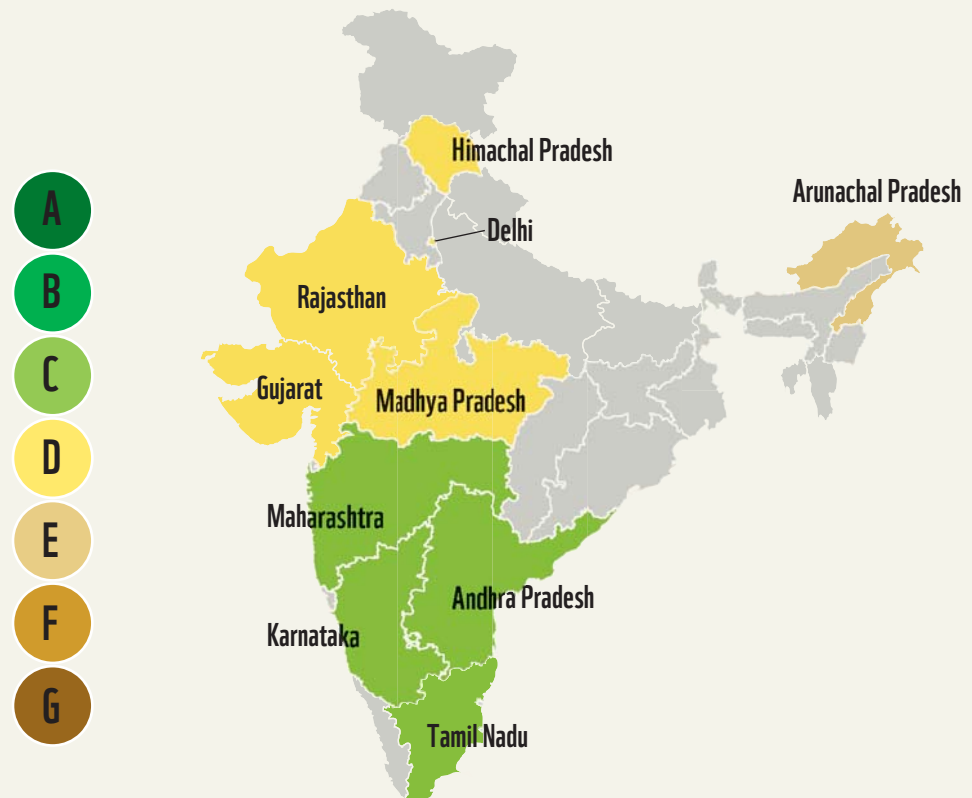 A
B
C
D
E
F
G
Himachal Pradesh
Arunachal Pradesh
Delhi
Rajasthan
Gujarat
Madhya Pradesh
Maharashtra
Andhra Pradesh
Karnataka
Tamil Nadu